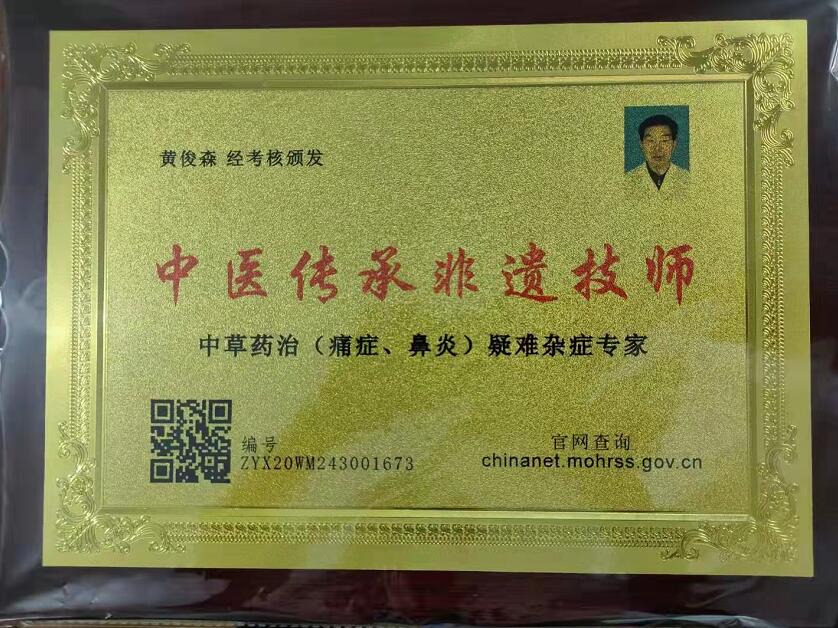 黄俊森 经考核颁发
中医传承非遗技师
中草药治（痛症、鼻炎）疑难杂症专家
编号
ZYX20WM243001673
官网查询
chinanet.mohrss.gov.cn